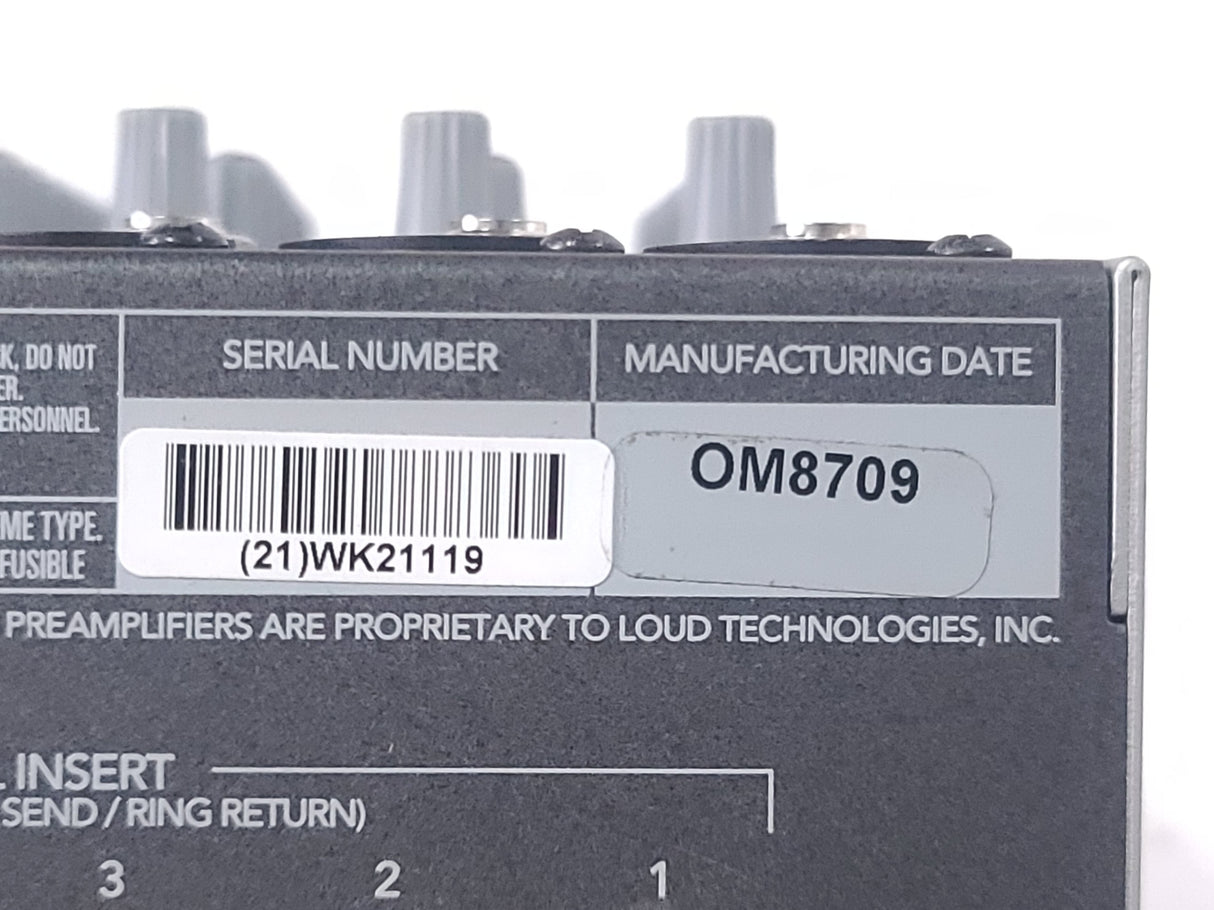 K, DO NOT
ER.
ERSONNEL.
SERIAL NUMBER
MANUFACTURING DATE
(21)WK21119
OM8709
ME TYPE.
FUSIBLE
PREAMPLIFIERS ARE PROPRIETARY TO LOUD TECHNOLOGIES, INC.
L INSERT
SEND / RING RETURN)
3 2 1